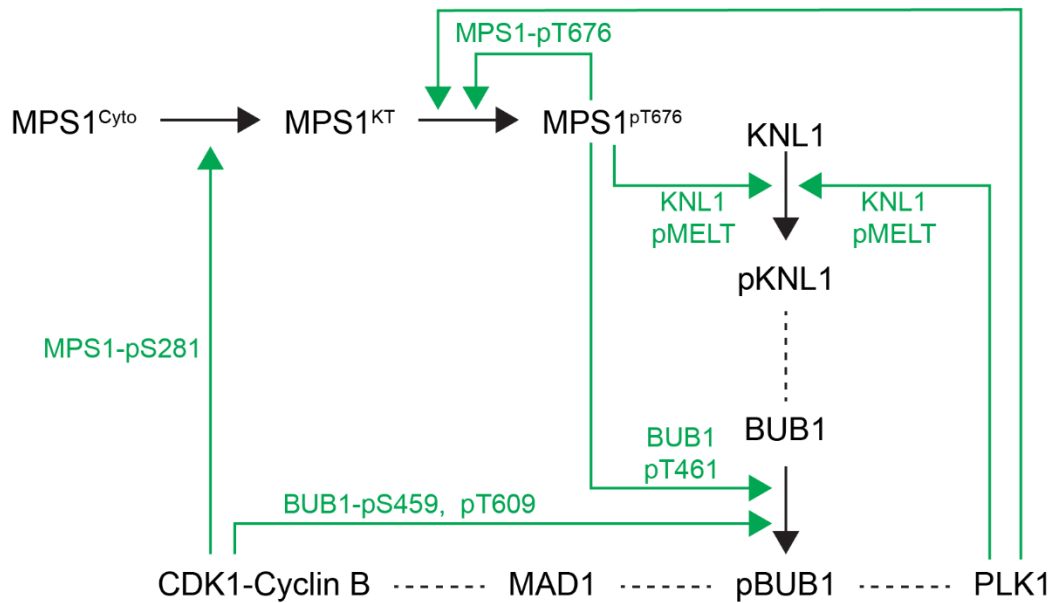 MPS1-pT676
MPS1Cyto
MPS1KT
MPS1pT676
KNL1
KNL1
pMELT
KNL1
pMELT
pKNL1
MPS1-pS281
BUB1
BUB1
pT461
BUB1-pS459, pT609
CDK1-Cyclin B
MAD1
pBUB1
PLK1